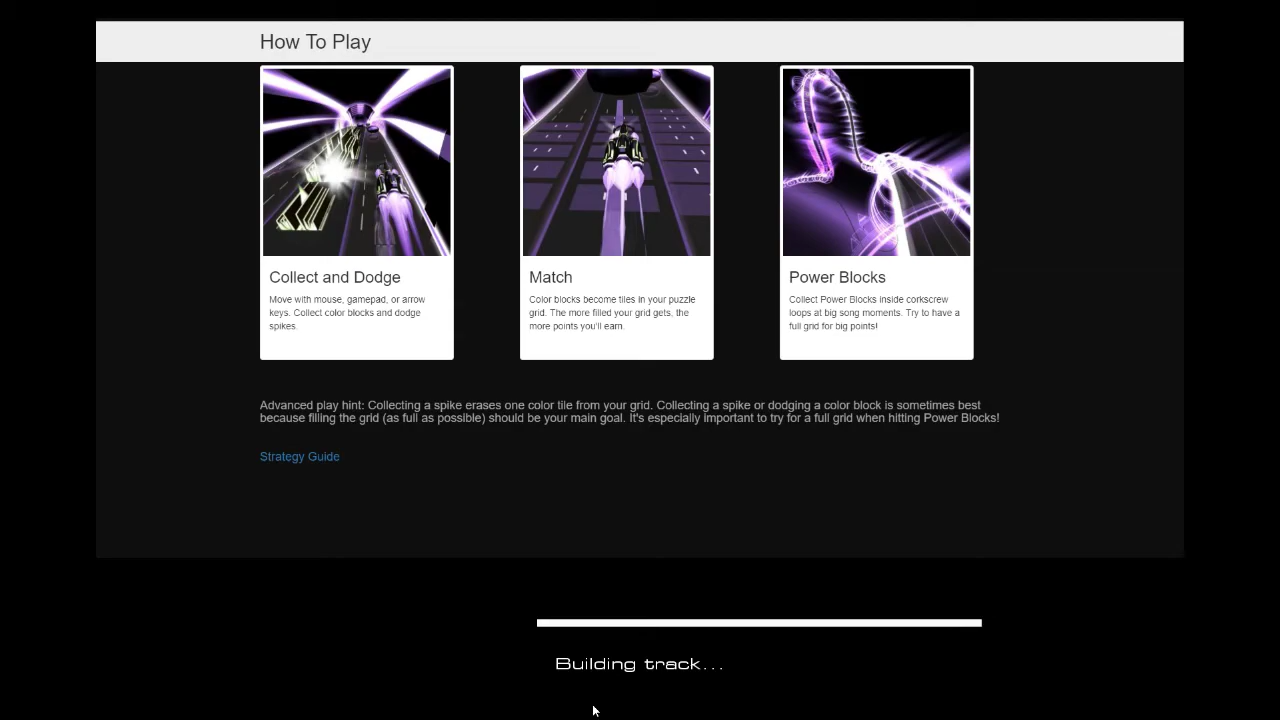 How To Play
Collect and Dodge
Move with mouse, gamepad, or arrow
keys. Collect color blocks and dodge
spikes.
Match
Color blocks become tiles in your puzzle
grid. The more filled your grid gets, the
more points you'll earn.
Power Blocks
Collect Power Blocks inside corkscrew
loops at big song moments. Try to have a
full grid for big points!
Advanced play hint: Collecting a spike erases one color tile from your grid. Collecting a spike or dodging a color block is sometimes best
because filling the grid (as full as possible) should be your main goal. It's especially important to try for a full grid when hitting Power Blocks!
Strategy Guide
Building track...